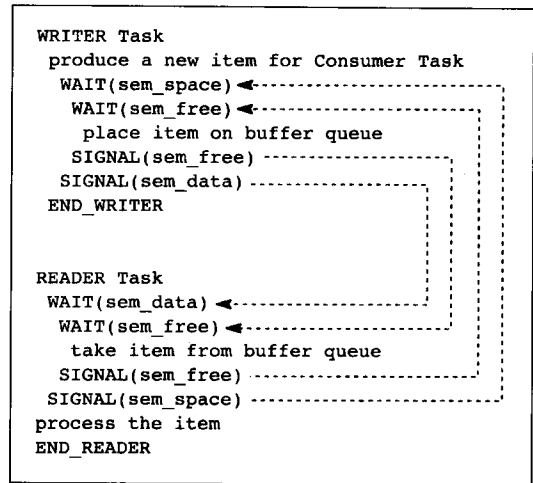 WRITER Task
produce a new item for Consumer Task
WAIT(sem_space)
WAIT(sem_free)
place item on buffer queue
SIGNAL(sem_free)
SIGNAL(sem_data)
END_WRITER
READER Task
WAIT(sem_data)
WAIT(sem_free)
take item from buffer queue
SIGNAL(sem_free)
SIGNAL(sem_space)
process the item
END_READER